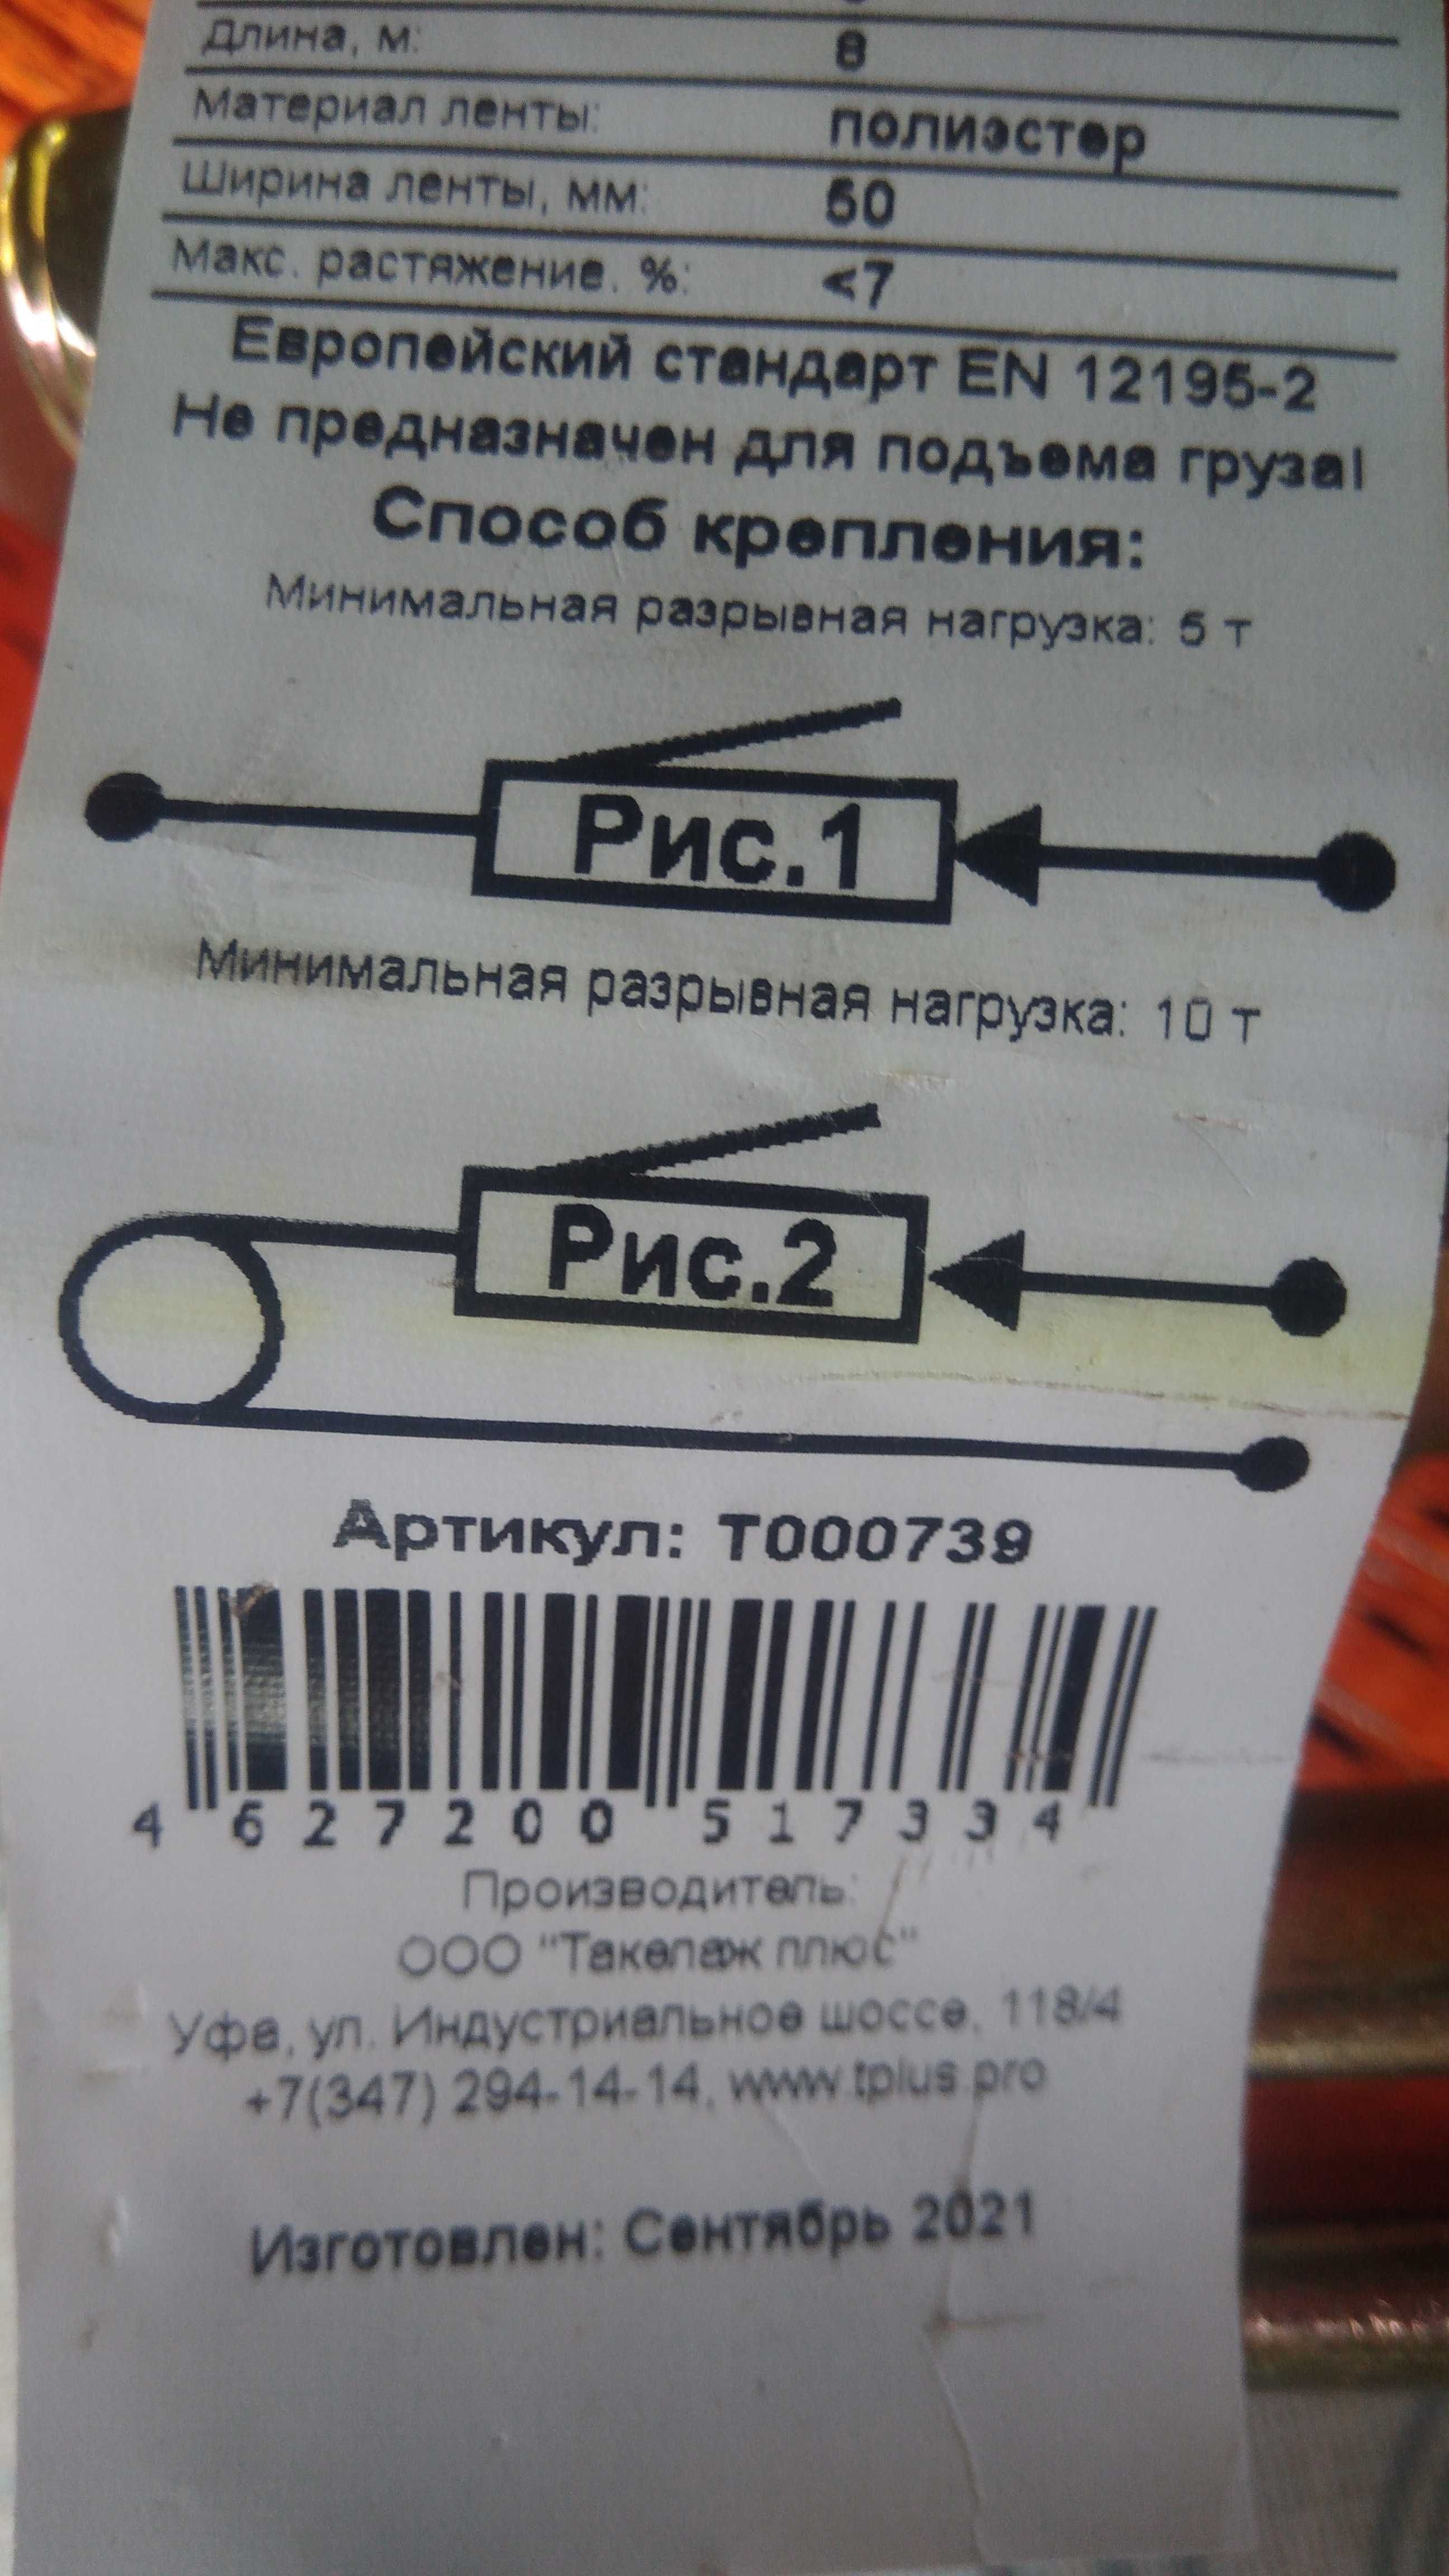 Длина, м: 8
Материал ленты: полиэстер
Ширина ленты, мм: 50
Макс. растяжение. %: <7
Европейский стандарт EN 12195-2
Не предназначен для подъема груза!
Способ крепления:
Минимальная разрывная нагрузка: 5 т
Рис.1
Минимальная разрывная нагрузка: 10 т
Рис.2
Артикул: Т000739
4 627200 517334
Производитель:
ООО "Такелаж плюс"
Уфа, ул. Индустриальное шоссе, 118/4
+7(347) 294-14-14, www.tplus.pro
Изготовлен: Сентябрь 2021